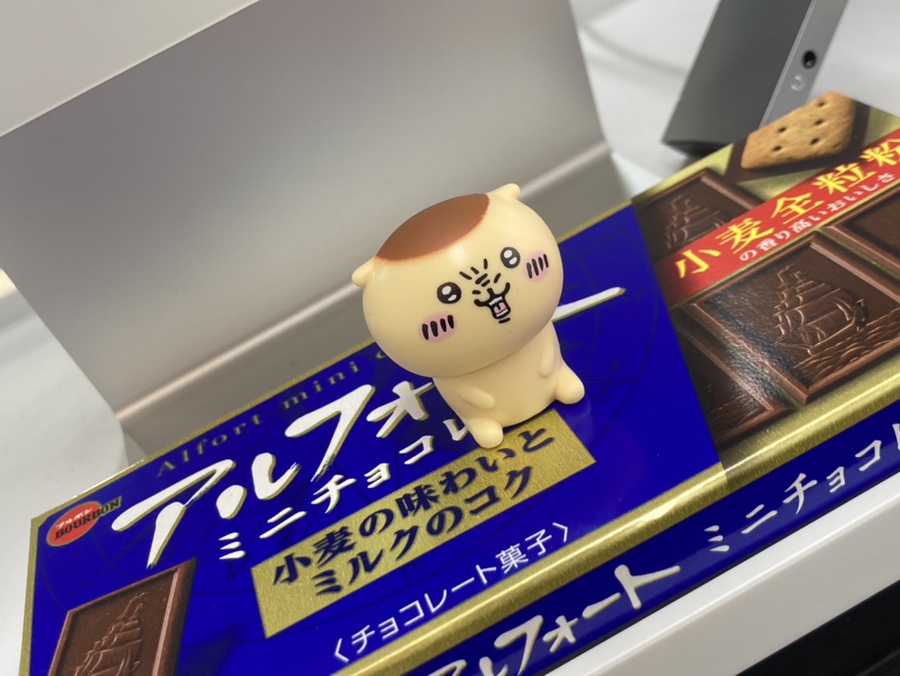 Alfort mini
アルフォ
ミニチョコレ
ブルボン
BOURBON
小麦の味わいと
ミルクのコク
〈チョコレート菓子〉
小麦全粒粉
の香り高いおいしさ
アルフォート ミニチョコレ